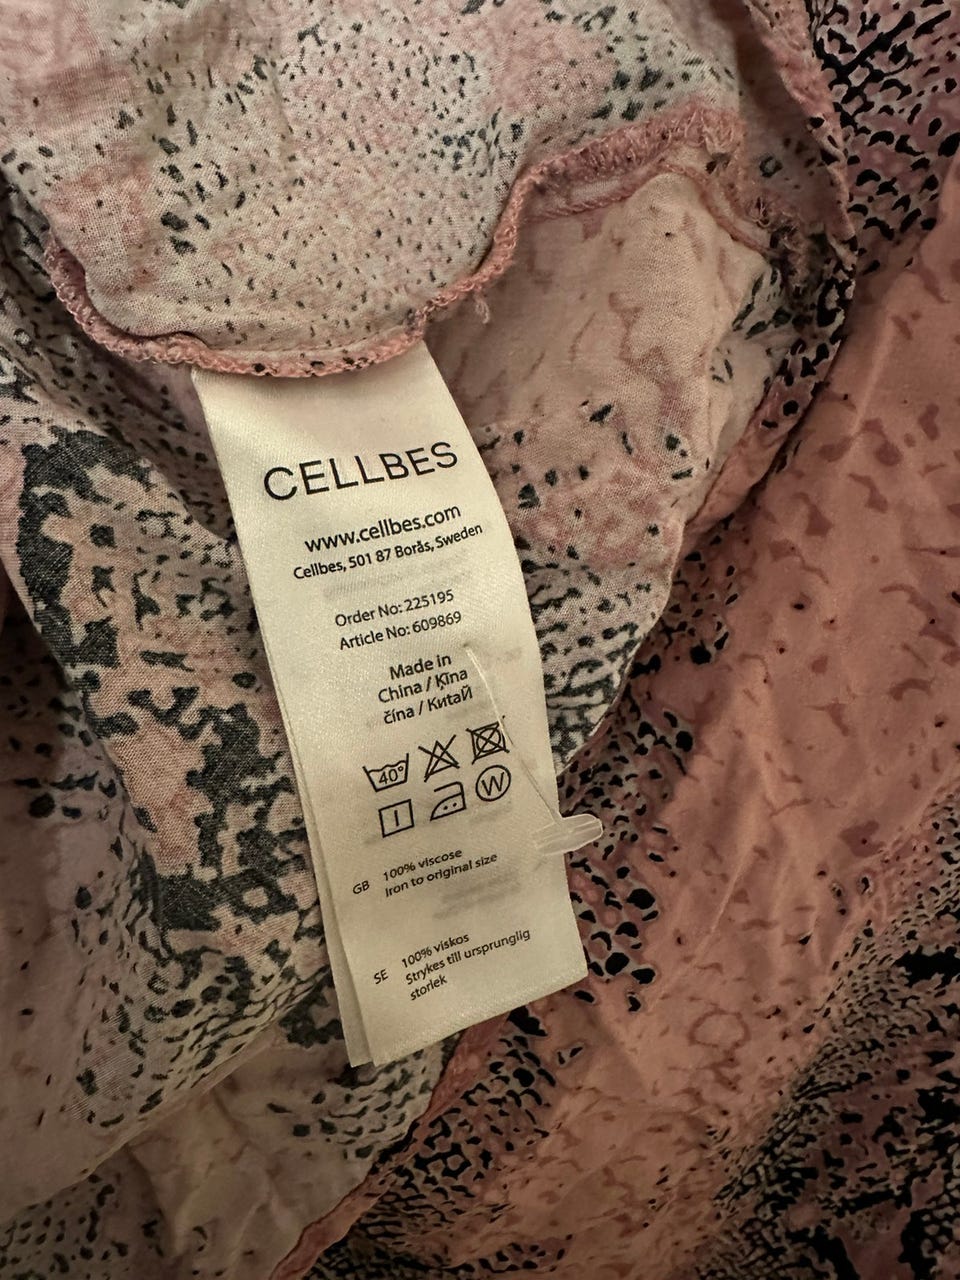 CELLBES
www.cellbes.com
Cellbes, 501 87 Borås, Sweden
Order No: 225195
Article No: 609869
Made in
China / Ķīna
čína / Китай
40°
W
GB 100% viscose
Iron to original size
SE 100% viskos
Strykes till ursprunglig
storlek